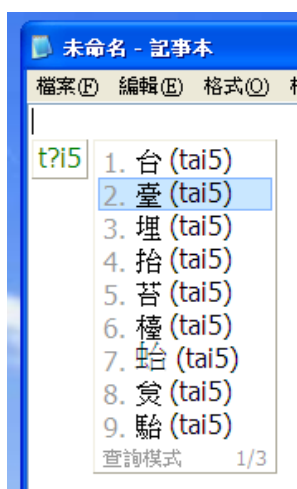 未命名 - 記事本
檔案(F) 編輯(E) 格式(O)
t?i5
1. 台 (tai5)
2. 臺 (tai5)
3. 埋 (tai5)
4. 抬 (tai5)
5. 苔 (tai5)
6. 檯 (tai5)
7. (tai5)
8. 炱 (tai5)
9. 駘 (tai5)
查詢模式 1/3